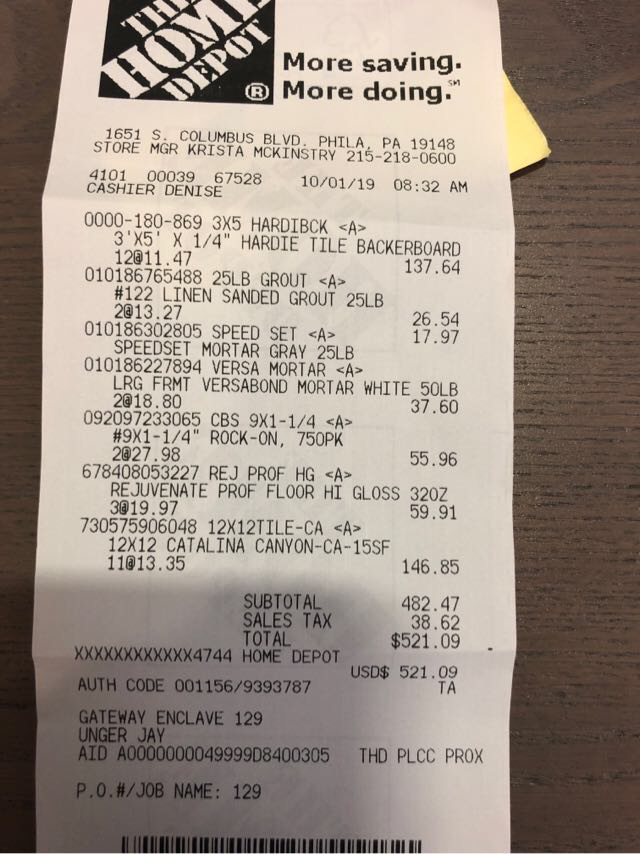 THE
HOME
DEPOT
®
More saving.
More doing.℠
1651 S. COLUMBUS BLVD. PHILA, PA 19148
STORE MGR KRISTA MCKINSTRY 215-218-0600
4101 00039 67528 10/01/19 08:32 AM
CASHIER DENISE
0000-180-869 3X5 HARDIBCK <A>
3'X5' X 1/4" HARDIE TILE BACKERBOARD
12@11.47 137.64
010186765488 25LB GROUT <A>
#122 LINEN SANDED GROUT 25LB
2@13.27 26.54
010186302805 SPEED SET <A> 17.97
SPEEDSET MORTAR GRAY 25LB
010186227894 VERSA MORTAR <A>
LRG FRMT VERSABOND MORTAR WHITE 50LB
2@18.80 37.60
092097233065 CBS 9X1-1/4 <A>
#9X1-1/4" ROCK-ON, 750PK
2@27.98 55.96
678408053227 REJ PROF HG <A>
REJUVENATE PROF FLOOR HI GLOSS 32OZ
3@19.97 59.91
730575906048 12X12TILE-CA <A>
12X12 CATALINA CANYON-CA-15SF
11@13.35 146.85
SUBTOTAL 482.47
SALES TAX 38.62
TOTAL $521.09
XXXXXXXXXXXX4744 HOME DEPOT
USD$ 521.09
AUTH CODE 001156/9393787 TA
GATEWAY ENCLAVE 129
UNGER JAY
AID A0000000049999D8400305 THD PLCC PROX
P.O.#/JOB NAME: 129